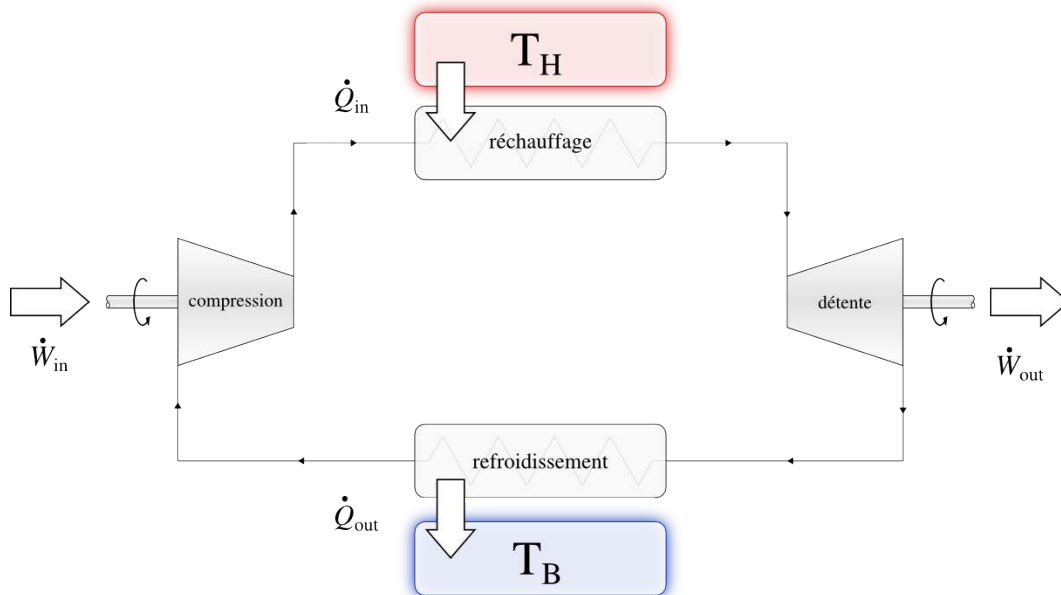 T_H
Q̇_in
réchauffage
compression
détente
Ẇ_in
Ẇ_out
refroidissement
Q̇_out
T_B